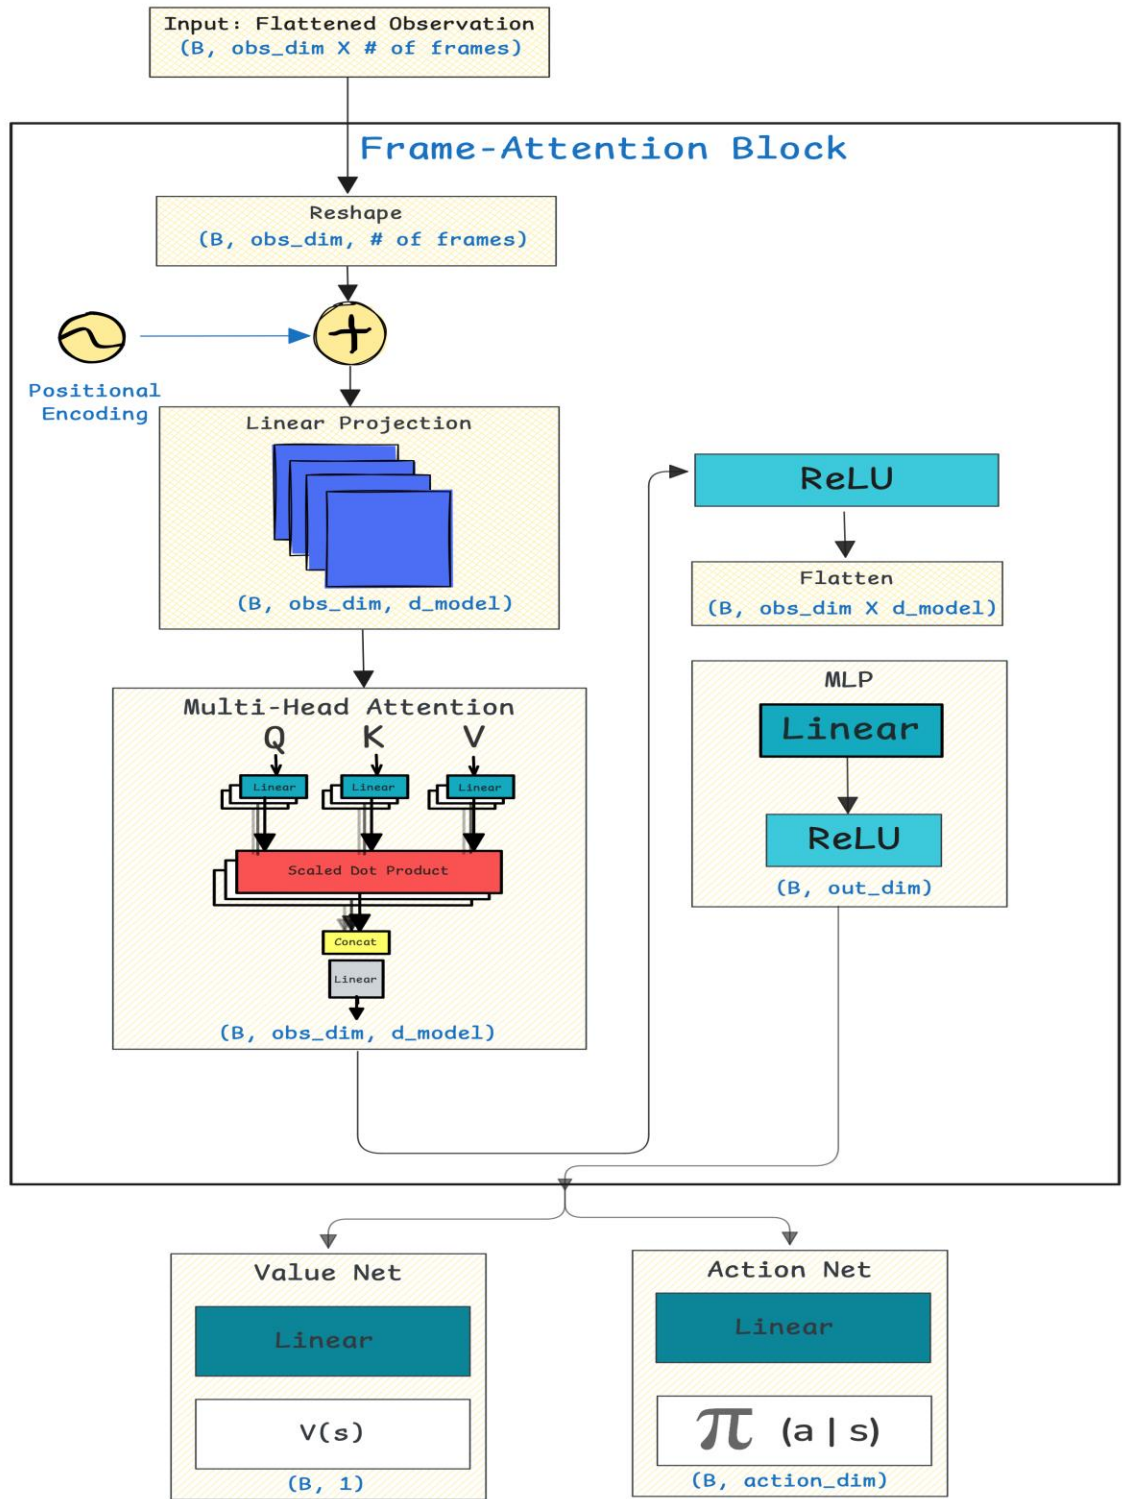 Input: Flattened Observation
(B, obs_dim X # of frames)
Frame-Attention Block
Reshape
(B, obs_dim, # of frames)
Positional
Encoding
Linear Projection
(B, obs_dim, d_model)
Multi-Head Attention
Q K V
Linear Linear Linear
Scaled Dot Product
Concat
Linear
(B, obs_dim, d_model)
ReLU
Flatten
(B, obs_dim X d_model)
MLP
Linear
ReLU
(B, out_dim)
Value Net
Linear
V(s)
(B, 1)
Action Net
Linear
π (a | s)
(B, action_dim)